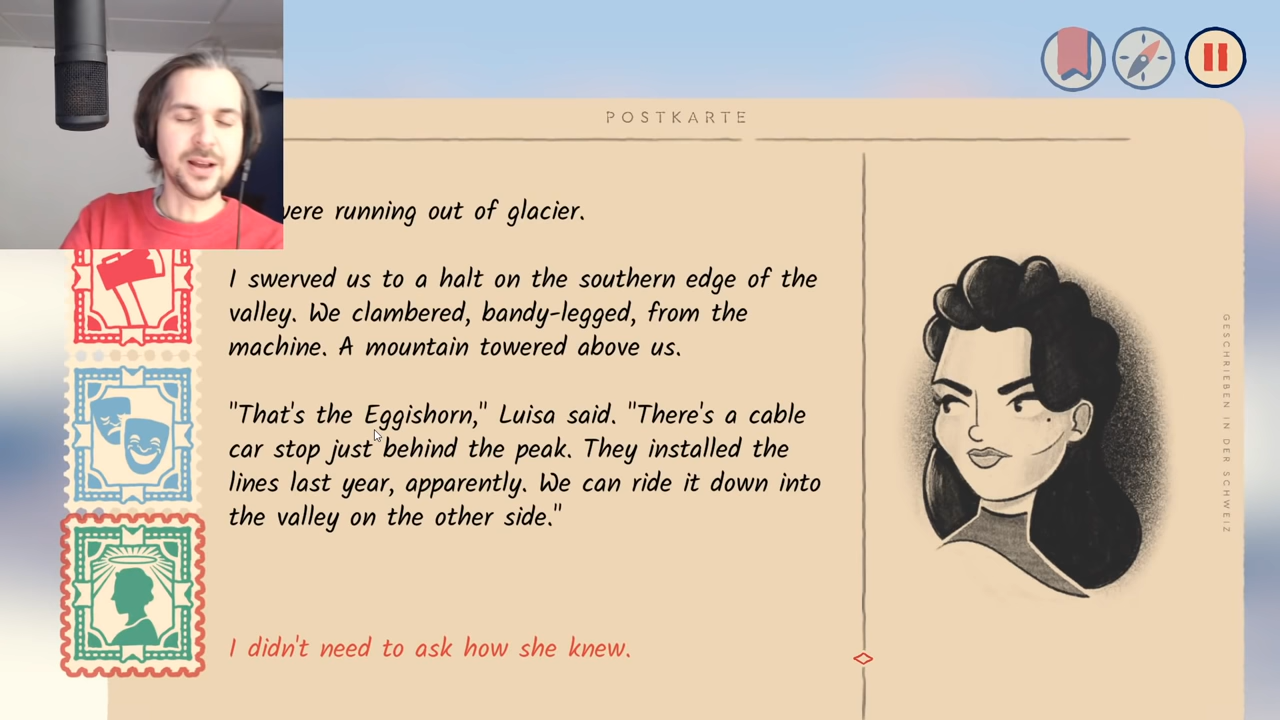 POSTKARTE
were running out of glacier.
I swerved us to a halt on the southern edge of the
valley. We clambered, bandy-legged, from the
machine. A mountain towered above us.
"That's the Eggishorn," Luisa said. "There's a cable
car stop just behind the peak. They installed the
lines last year, apparently. We can ride it down into
the valley on the other side."
I didn't need to ask how she knew.
GESCHRIEBEN IN DER SCHWEIZ